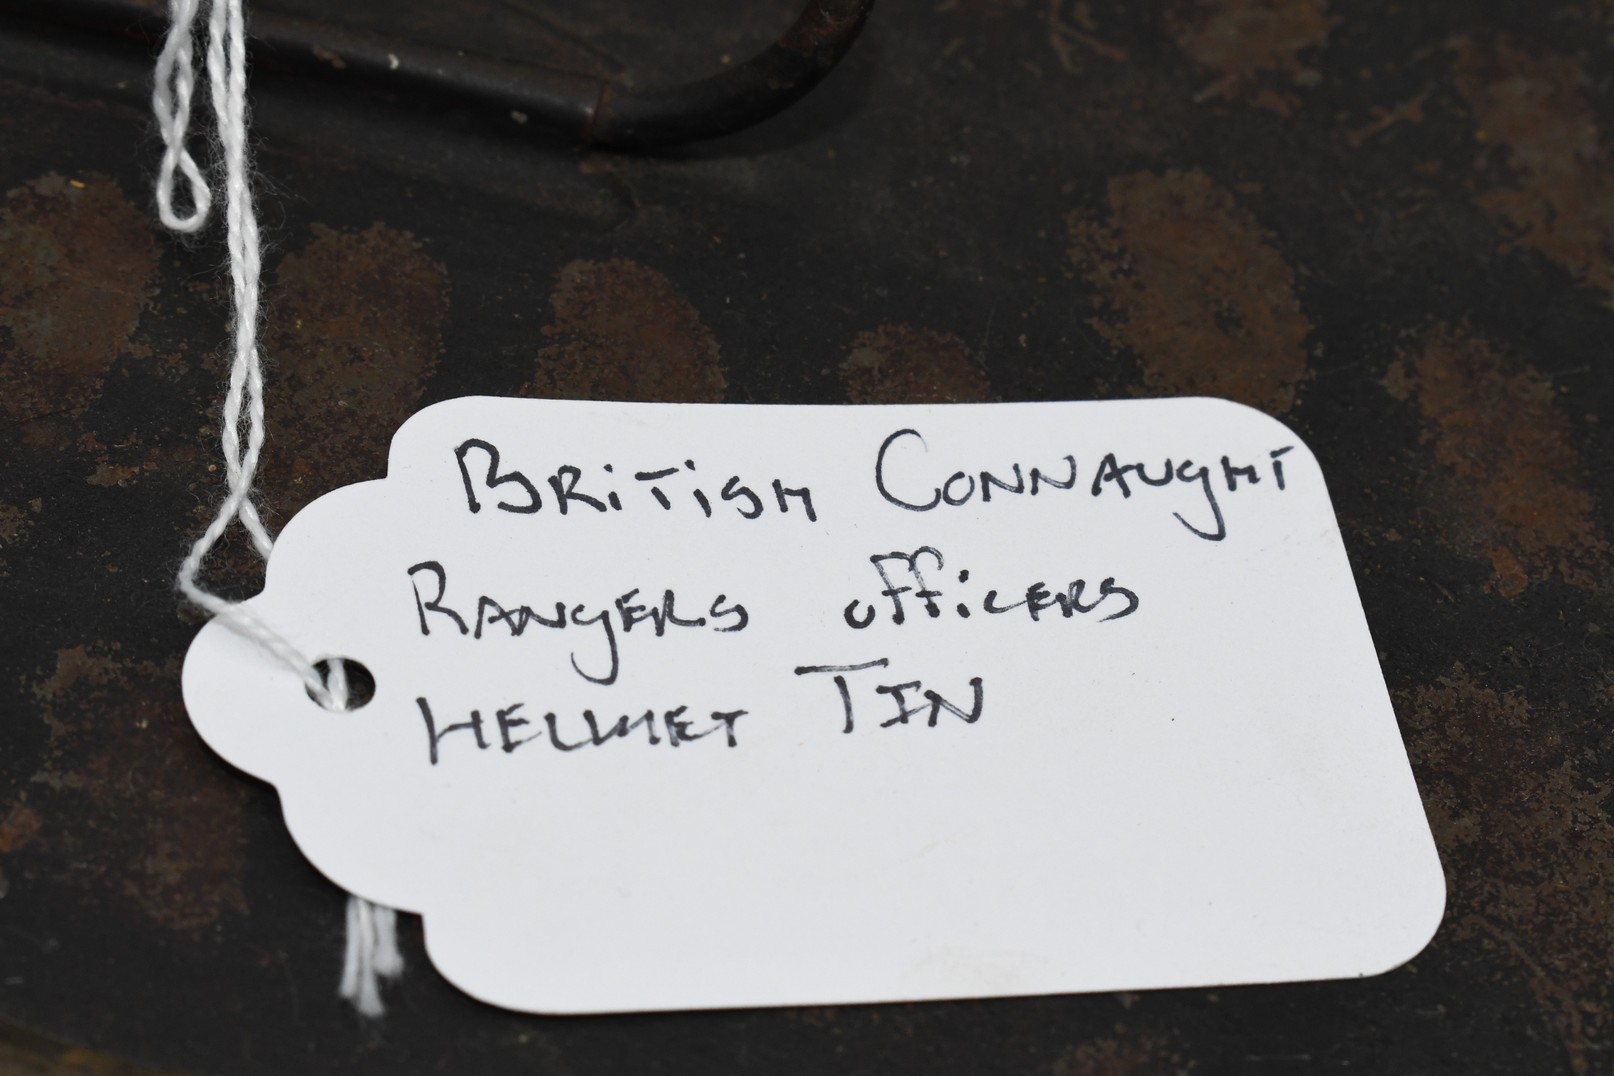 British Connaught
Rangers officers
Helmet Tin